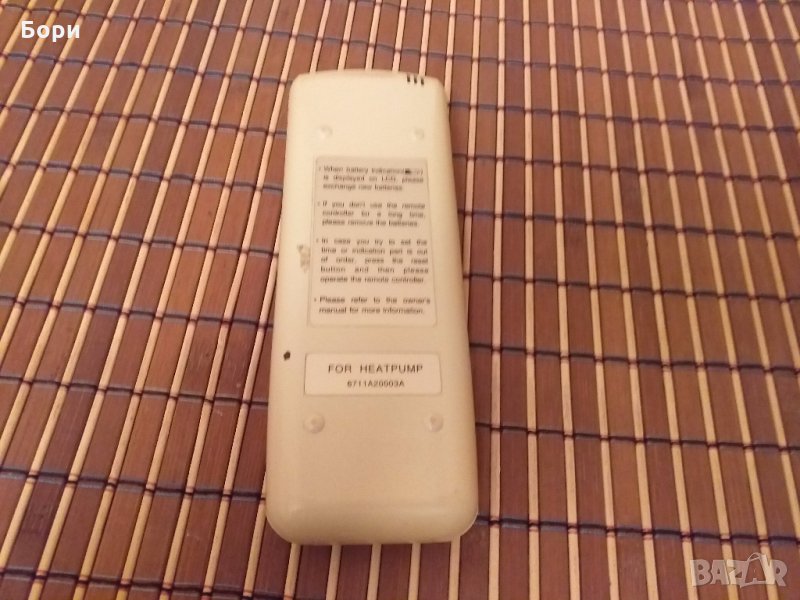 Бори
• When battery indication( ) 
is displayed on LCD, please
exchange new batteries.
• If you don't use the remote
controller for a long time,
please remove the batteries.
• In case you try to set the
time or indication part is out
of order, press the reset
button and then please
operate the remote controller.
• Please refer to the owner's
manual for more information.
FOR HEATPUMP
6711A20003A
BAZAR